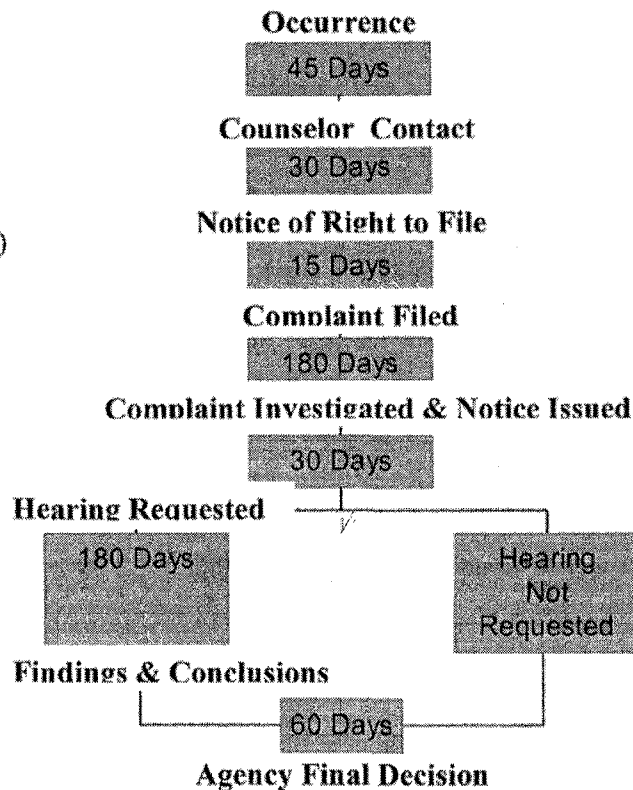 Occurrence
45 Days
Counselor Contact
30 Days
Notice of Right to File
)
15 Days
Complaint Filed
180 Days
Complaint Investigated & Notice Issued
30 Days
Hearing Requested
180 Days
Hearing
Not
Requested
Findings & Conclusions
60 Days
Agency Final Decision